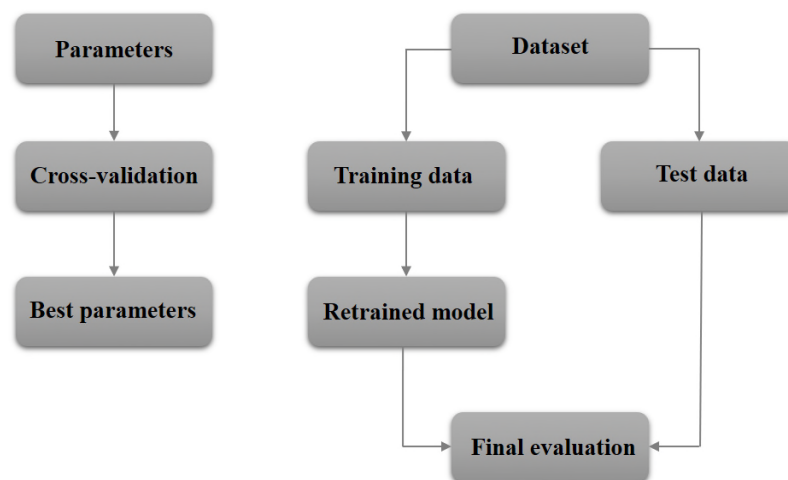 Parameters
Dataset
Cross-validation
Training data
Test data
Best parameters
Retrained model
Final evaluation